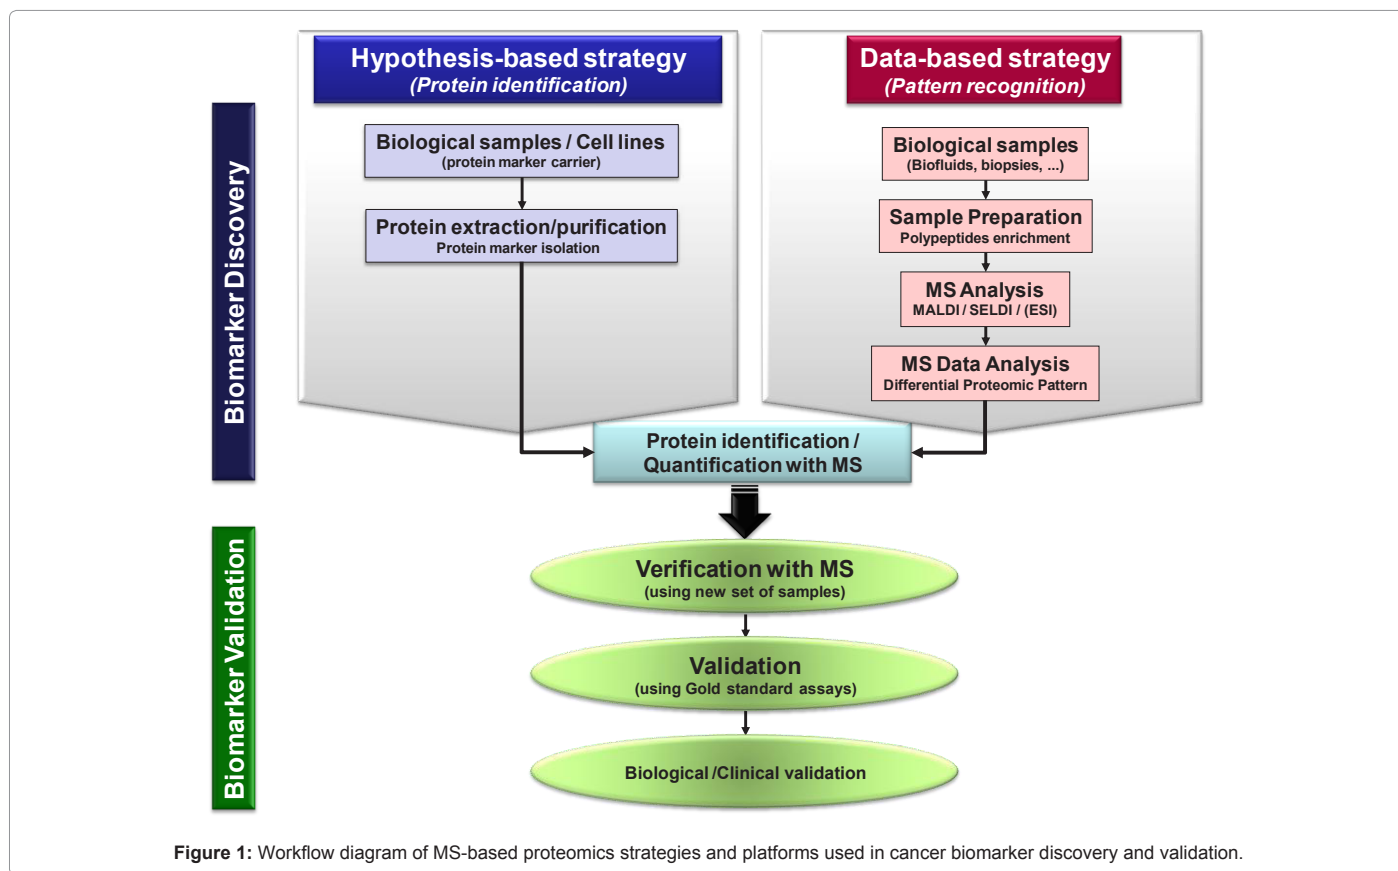 Hypothesis-based strategy
(Protein identification)
Data-based strategy
(Pattern recognition)
Biomarker Discovery
Biological samples / Cell lines
(protein marker carrier)
Protein extraction/purification
Protein marker isolation
Biological samples
(Biofluids, biopsies, ...)
Sample Preparation
Polypeptides enrichment
MS Analysis
MALDI / SELDI / (ESI)
MS Data Analysis
Differential Proteomic Pattern
Protein identification /
Quantification with MS
Biomarker Validation
Verification with MS
(using new set of samples)
Validation
(using Gold standard assays)
Biological /Clinical validation
Figure 1: Workflow diagram of MS-based proteomics strategies and platforms used in cancer biomarker discovery and validation.